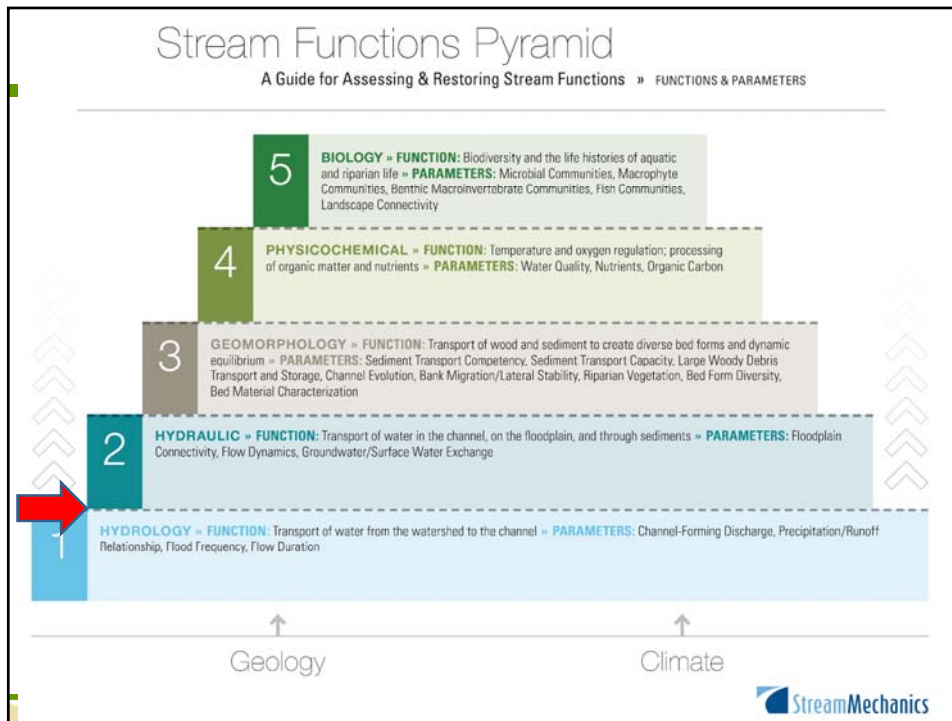 Stream Functions Pyramid
A Guide for Assessing & Restoring Stream Functions » FUNCTIONS & PARAMETERS
5
BIOLOGY » FUNCTION: Biodiversity and the life histories of aquatic
and riparian life » PARAMETERS: Microbial Communities, Macrophyte
Communities, Benthic Macroinvertebrate Communities, Fish Communities,
Landscape Connectivity
4
PHYSICOCHEMICAL » FUNCTION: Temperature and oxygen regulation; processing
of organic matter and nutrients » PARAMETERS: Water Quality, Nutrients, Organic Carbon
3
GEOMORPHOLOGY » FUNCTION: Transport of wood and sediment to create diverse bed forms and dynamic
equilibrium » PARAMETERS: Sediment Transport Competency, Sediment Transport Capacity, Large Woody Debris
Transport and Storage, Channel Evolution, Bank Migration/Lateral Stability, Riparian Vegetation, Bed Form Diversity,
Bed Material Characterization
2
HYDRAULIC » FUNCTION: Transport of water in the channel, on the floodplain, and through sediments » PARAMETERS: Floodplain
Connectivity, Flow Dynamics, Groundwater/Surface Water Exchange
1
HYDROLOGY » FUNCTION: Transport of water from the watershed to the channel » PARAMETERS: Channel-Forming Discharge, Precipitation/Runoff
Relationship, Flood Frequency, Flow Duration
Geology
Climate
StreamMechanics